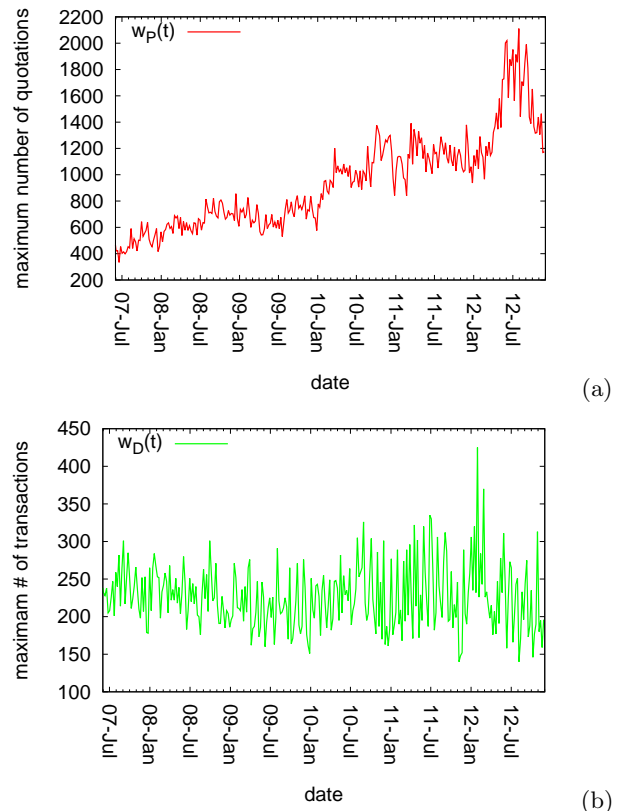 2200
2000
1800
1600
1400
1200
1000
800
600
400
200
w_P(t)
maximum number of quotations
07-Jul
08-Jan
08-Jul
09-Jan
09-Jul
10-Jan
10-Jul
11-Jan
11-Jul
12-Jan
12-Jul
date
(a)
450
400
350
300
250
200
150
100
w_D(t)
maximam # of transactions
07-Jul
08-Jan
08-Jul
09-Jan
09-Jul
10-Jan
10-Jul
11-Jan
11-Jul
12-Jan
12-Jul
date
(b)